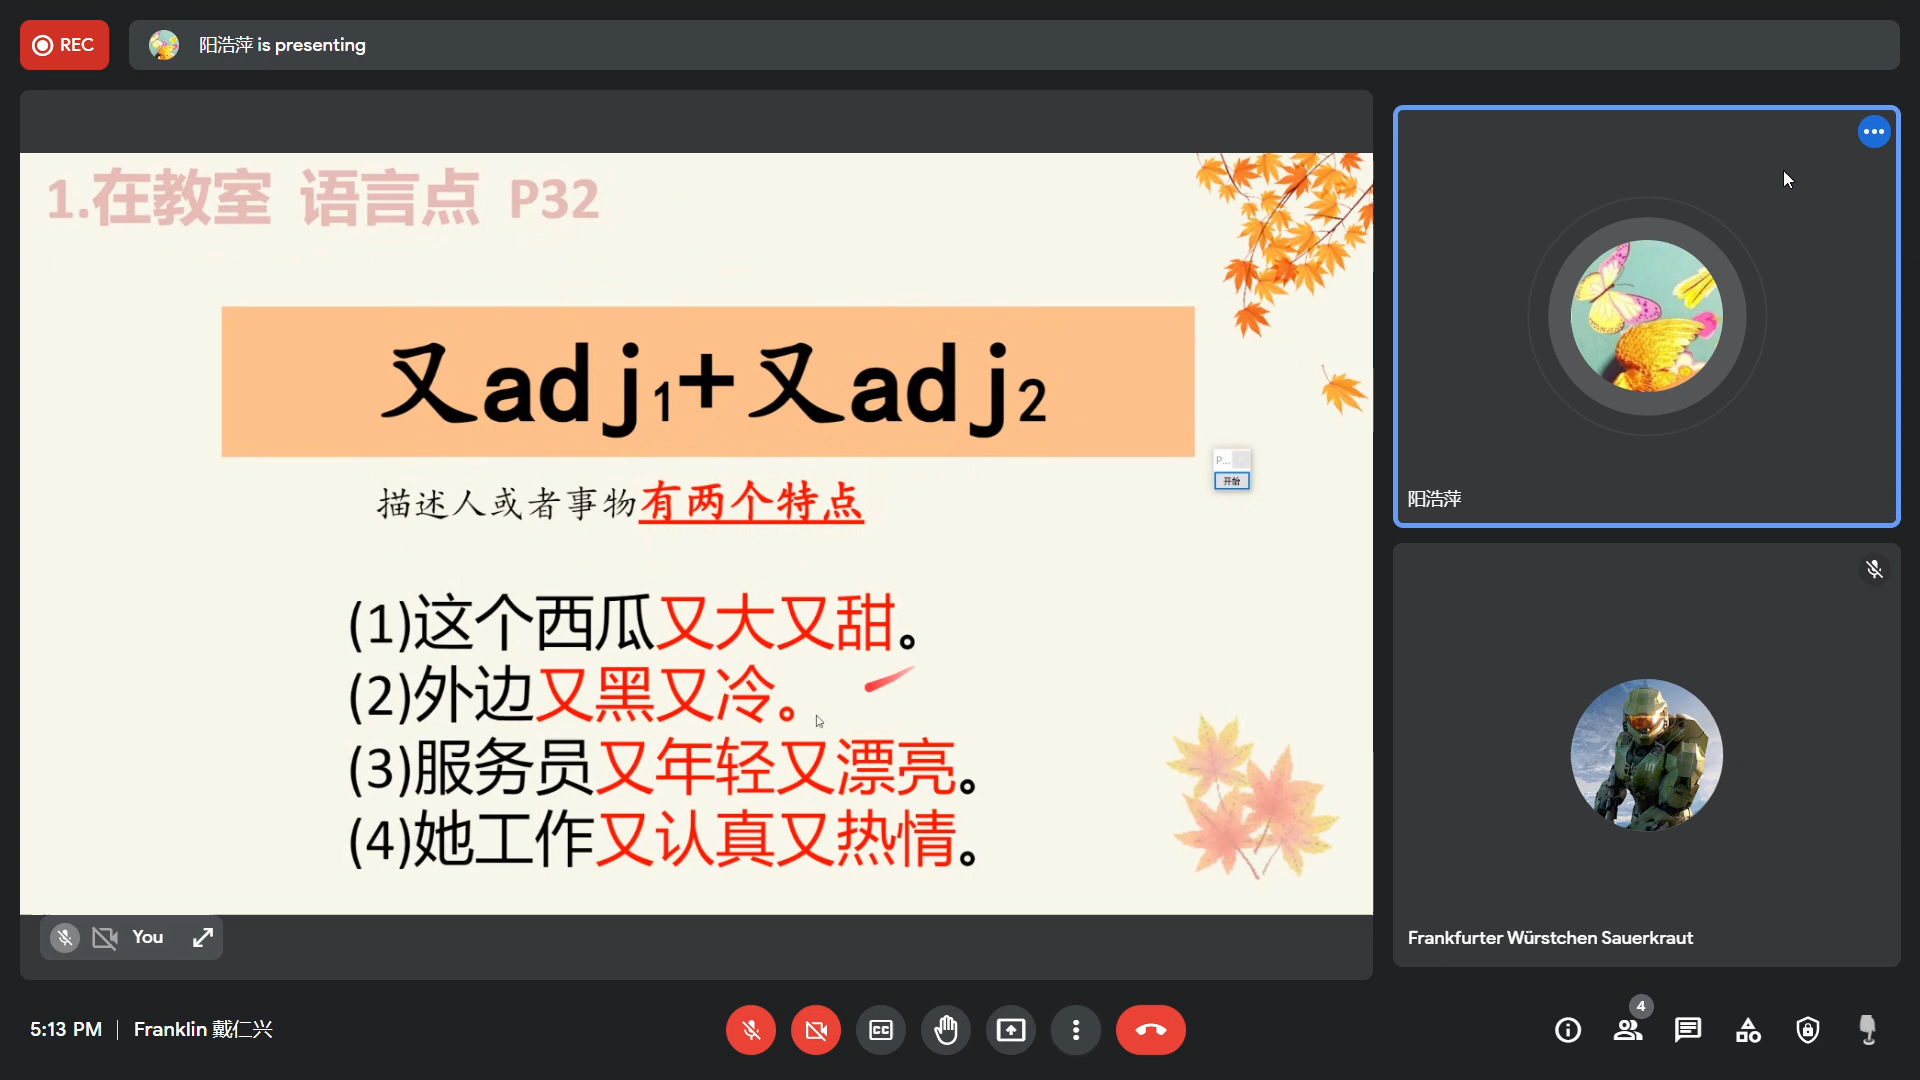 REC
阳浩萍 is presenting
1.在教室 语言点 P32
又adj1+又adj2
描述人或者事物有两个特点
P...
开始
(1)这个西瓜又大又甜。
(2)外边又黑又冷。
(3)服务员又年轻又漂亮。
(4)她工作又认真又热情。
You
阳浩萍
Frankfurter Würstchen Sauerkraut
5:13 PM | Franklin 戴仁兴
CC
4